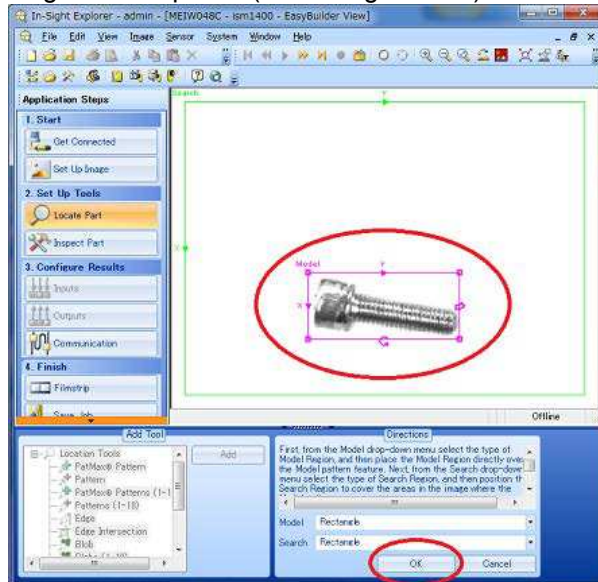 In-Sight Explorer - admin - [MEIW048C - ism1400 - EasyBuilder View]
File Edit View Image Sensor System Window Help
Application Steps
1. Start
Get Connected
Set Up Image
2. Set Up Tools
Locate Part
Inspect Part
3. Configure Results
Inputs
Outputs
Communication
4. Finish
Filmstrip
Save Job
Search
Y
X
Model
Y
X
Offline
Add Tool
Location Tools
PatMax® Pattern
Pattern
PatMax® Patterns (1-1
Patterns (1-10)
Edge
Edge Intersection
Blob
Add
Directions
First, from the Model drop-down menu select the type of
Model Region, and then place the Model Region directly over
the Model pattern feature. Next, from the Search drop-down
menu select the type of Search Region, and then position th
Search Region to cover the areas in the image where the
Model Rectangle
Search Rectangle
OK Cancel